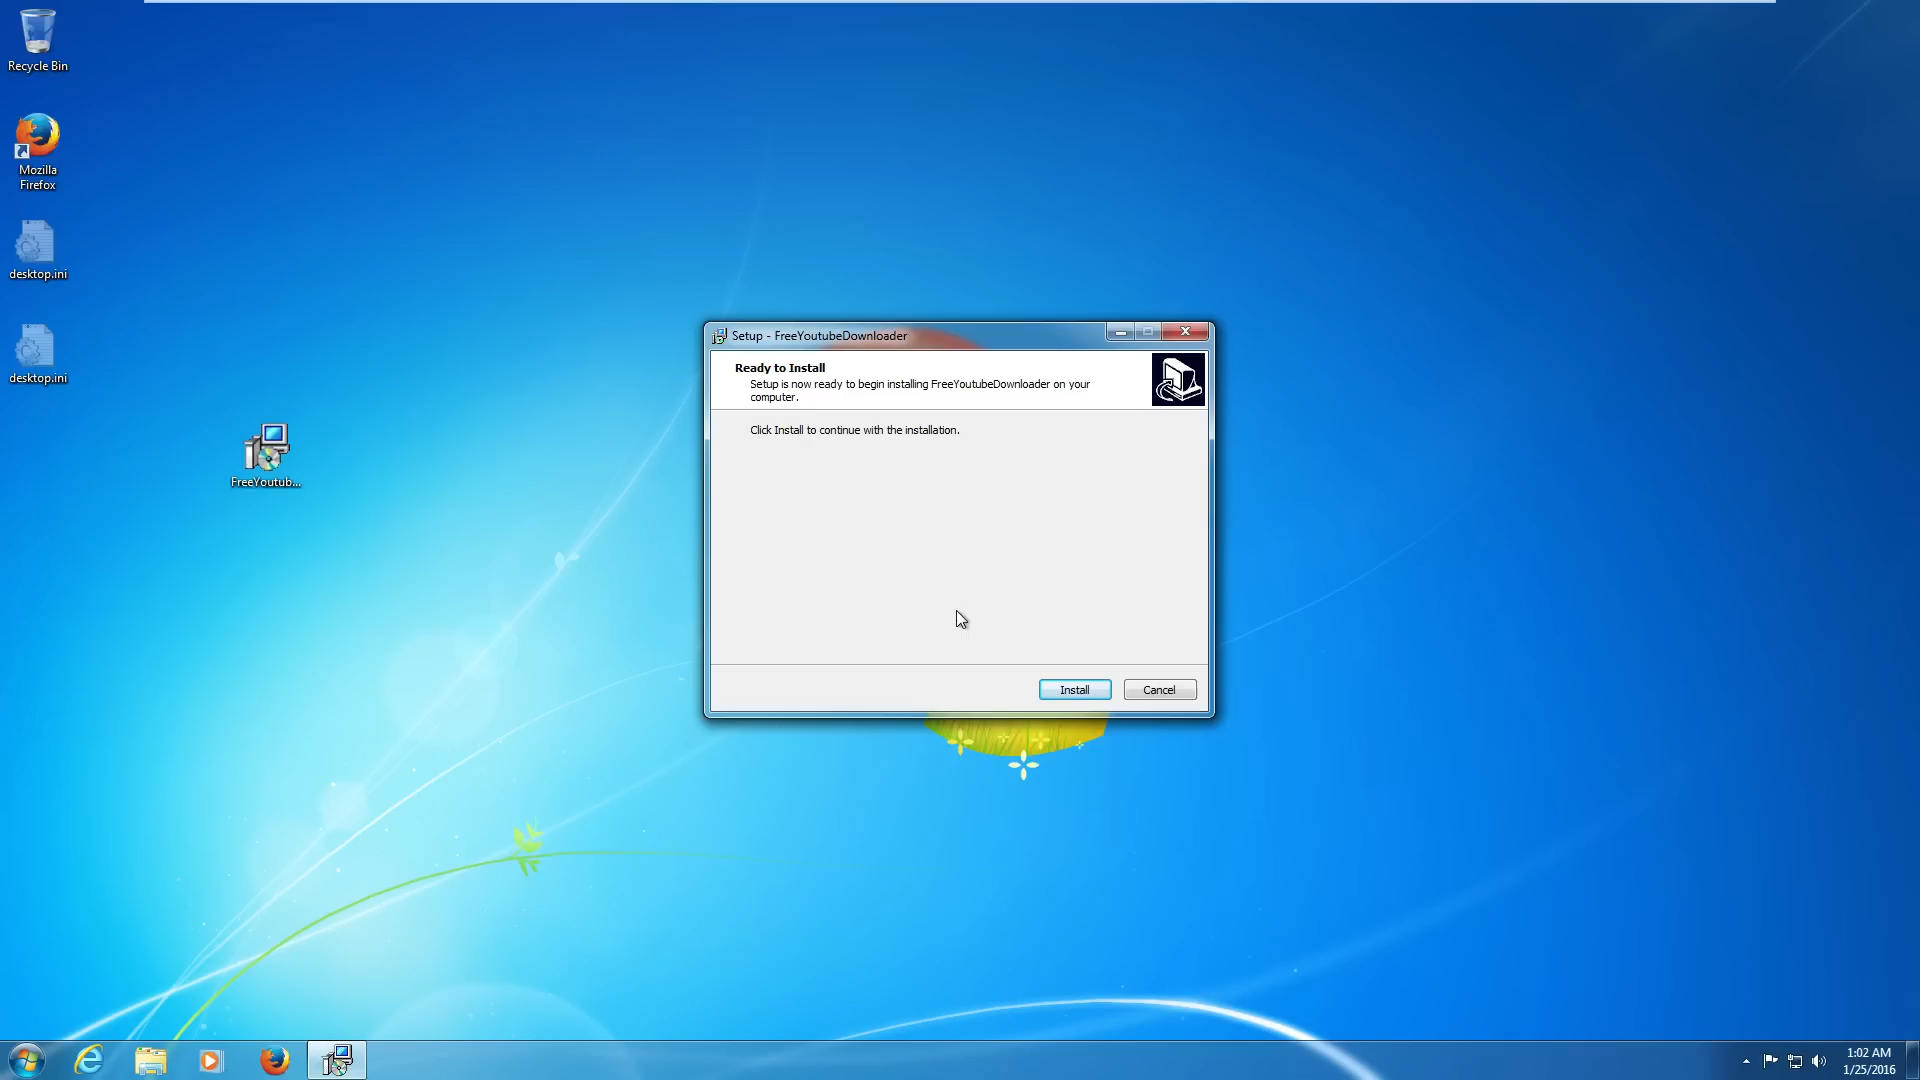 Recycle Bin
Mozilla
Firefox
desktop.ini
desktop.ini
FreeYoutub...
Setup - FreeYoutubeDownloader
Ready to Install
Setup is now ready to begin installing FreeYoutubeDownloader on your
computer.
Click Install to continue with the installation.
Install
Cancel
1:02 AM
1/25/2016